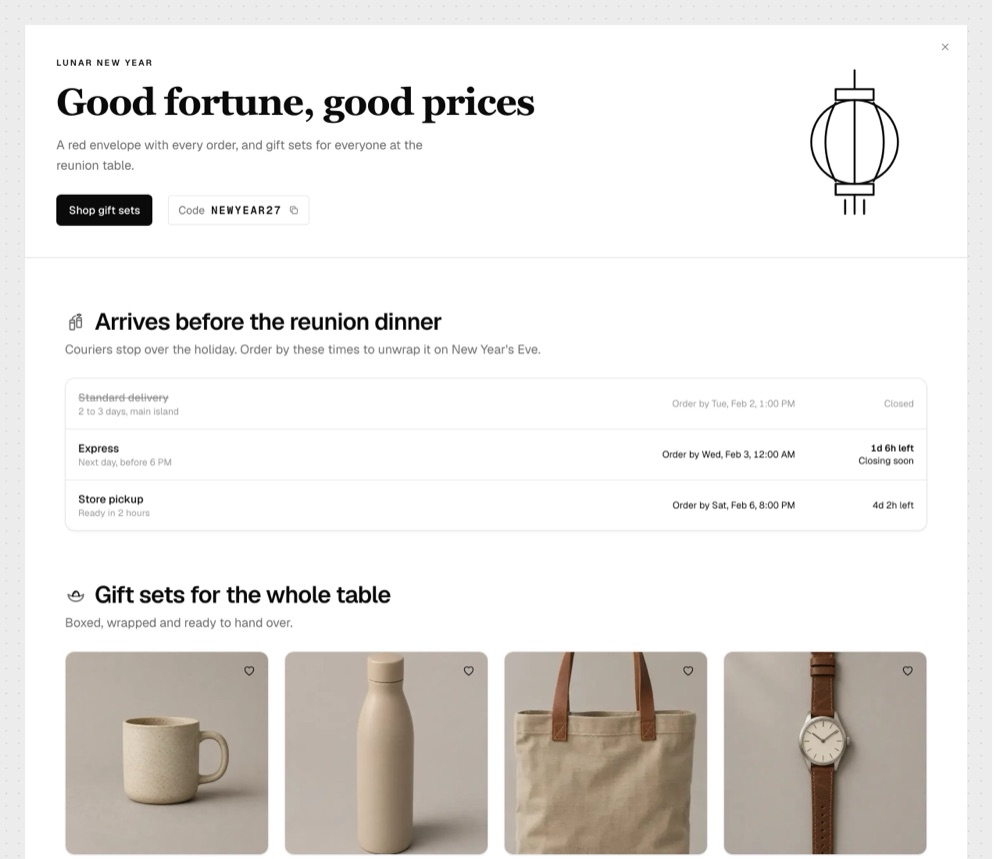 LUNAR NEW YEAR
Good fortune, good prices
A red envelope with every order, and gift sets for everyone at the
reunion table.
Shop gift sets
Code NEWYEAR27
Arrives before the reunion dinner
Couriers stop over the holiday. Order by these times to unwrap it on New Year's Eve.
Standard delivery
2 to 3 days, main island
Order by Tue, Feb 2, 1:00 PM
Closed
Express
Next day, before 6 PM
Order by Wed, Feb 3, 12:00 AM
1d 6h left
Closing soon
Store pickup
Ready in 2 hours
Order by Sat, Feb 6, 8:00 PM
4d 2h left
Gift sets for the whole table
Boxed, wrapped and ready to hand over.